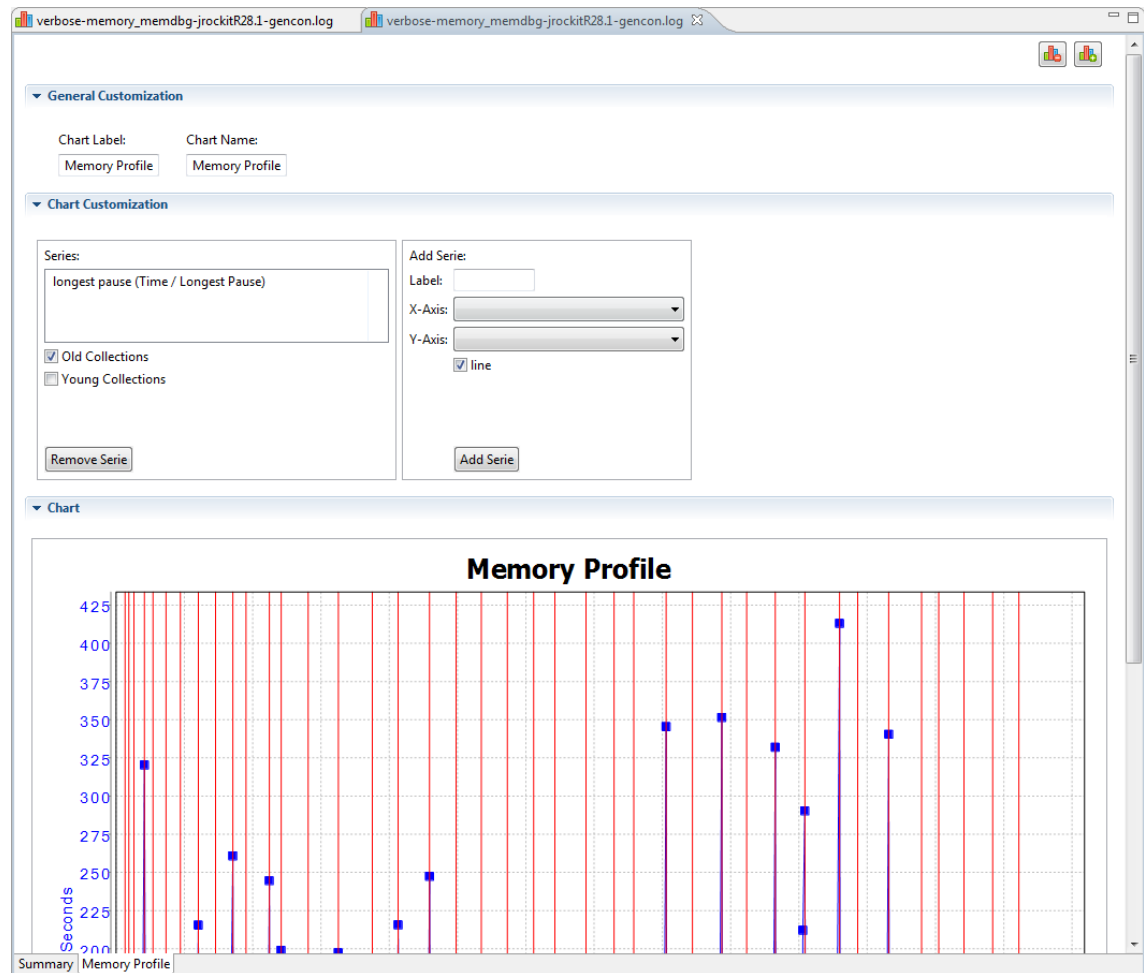 verbose-memory_memdbg-jrockitR28.1-gencon.log verbose-memory_memdbg-jrockitR28.1-gencon.log
General Customization
Chart Label: Chart Name:
Memory Profile Memory Profile
Chart Customization
Series:
longest pause (Time / Longest Pause)
Old Collections
Young Collections
Remove Serie
Add Serie:
Label:
X-Axis:
Y-Axis:
line
Add Serie
Chart
Memory Profile
425
400
375
350
325
300
275
250
225
200
Seconds
Summary Memory Profile